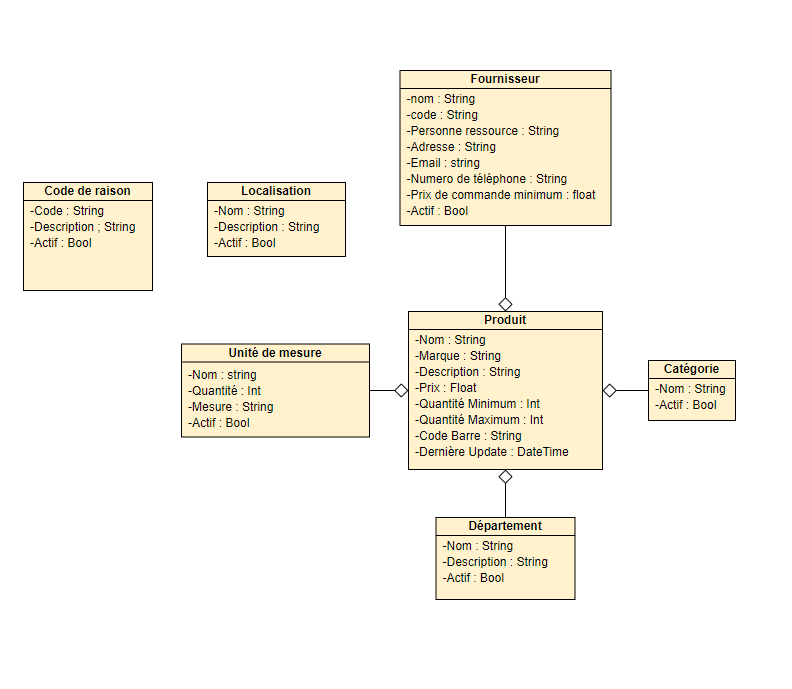 Fournisseur
-nom : String
-code : String
-Personne ressource : String
-Adresse : String
-Email : string
-Numero de téléphone : String
-Prix de commande minimum : float
-Actif : Bool
Code de raison
-Code : String
-Description ; String
-Actif : Bool
Localisation
-Nom : String
-Description : String
-Actif : Bool
Produit
-Nom : String
-Marque : String
-Description : String
-Prix : Float
-Quantité Minimum : Int
-Quantité Maximum : Int
-Code Barre : String
-Dernière Update : DateTime
Unité de mesure
-Nom : string
-Quantité : Int
-Mesure : String
-Actif : Bool
Catégorie
-Nom : String
-Actif : Bool
Département
-Nom : String
-Description : String
-Actif : Bool